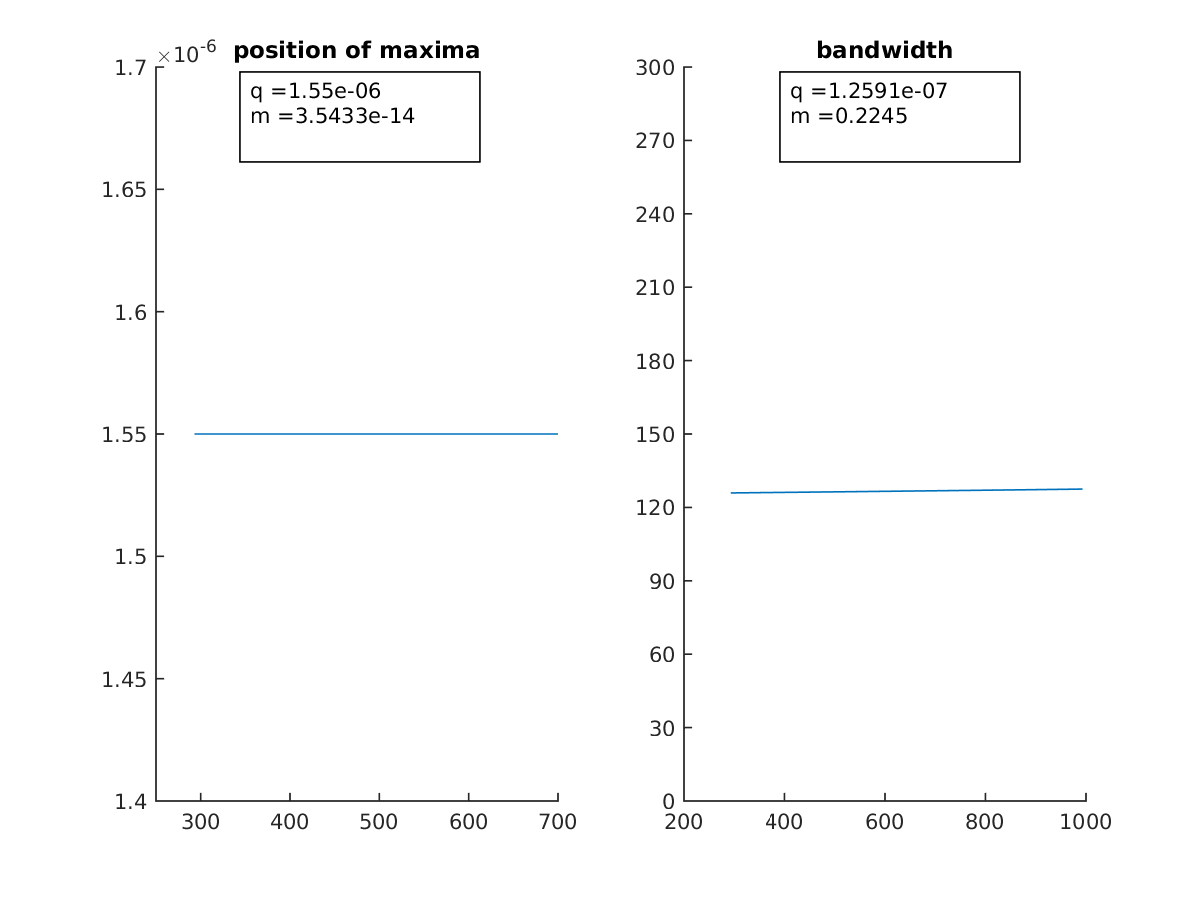 ×10-6
position of maxima
q =1.55e-06
m =3.5433e-14
1.7
1.65
1.6
1.55
1.5
1.45
1.4
300 400 500 600 700
bandwidth
q =1.2591e-07
m =0.2245
300
270
240
210
180
150
120
90
60
30
0
200 400 600 800 1000